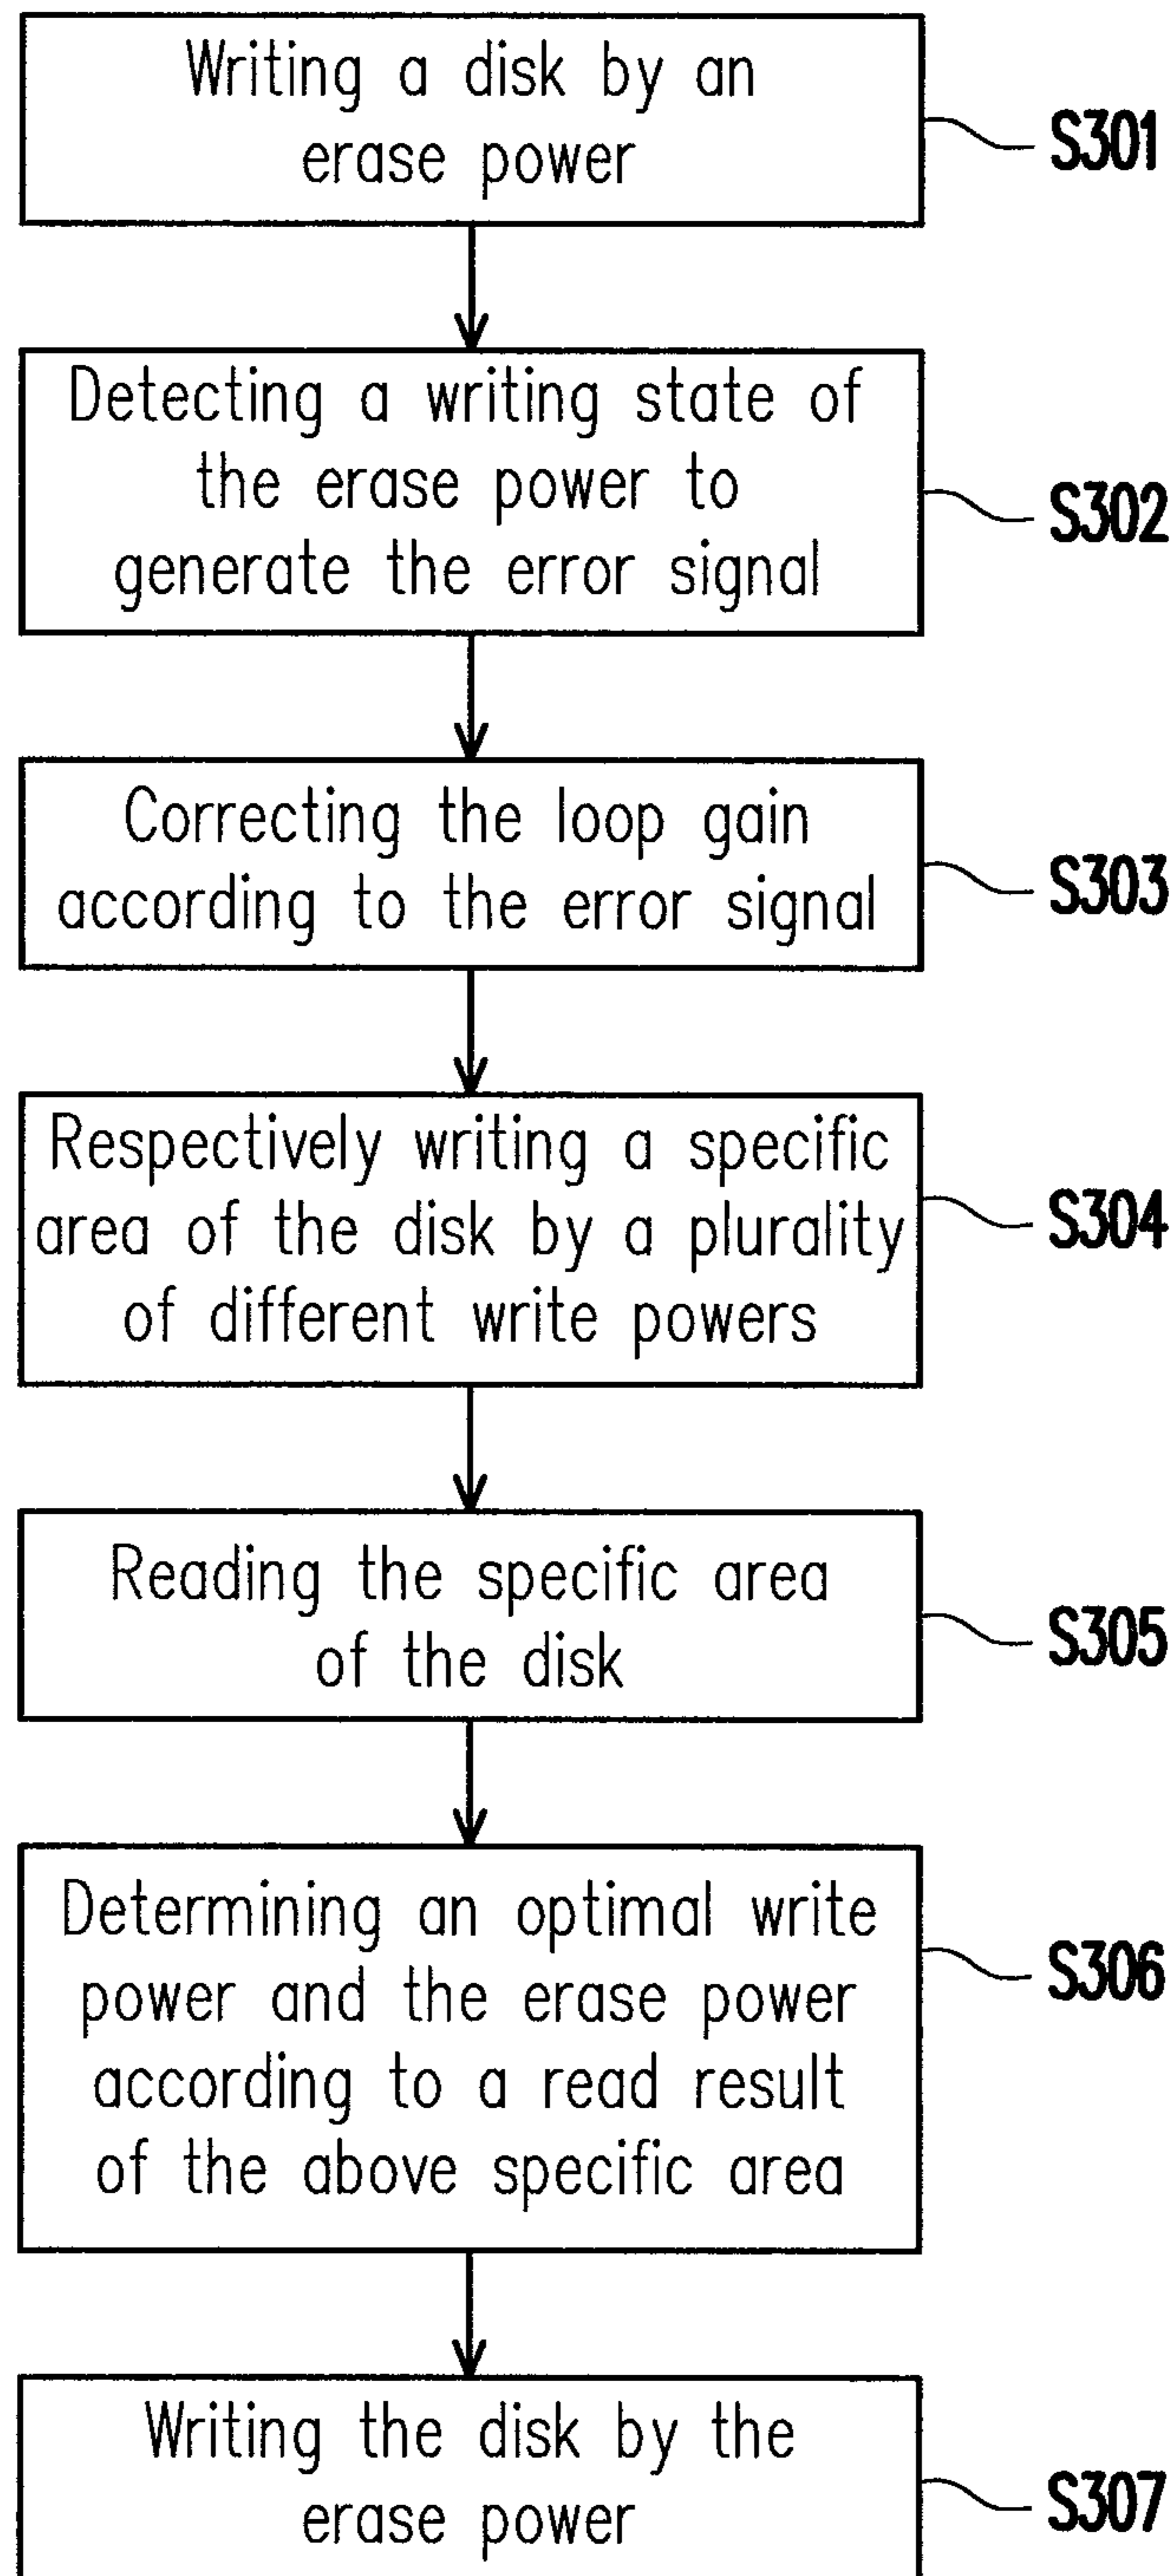 Writing a disk by an
erase power
S301
Detecting a writing state of
the erase power to
generate the error signal
S302
Correcting the loop gain
according to the error signal
S303
Respectively writing a specific
area of the disk by a plurality
of different write powers
S304
Reading the specific area
of the disk
S305
Determining an optimal write
power and the erase power
according to a read result
of the above specific area
S306
Writing the disk by the
erase power
S307